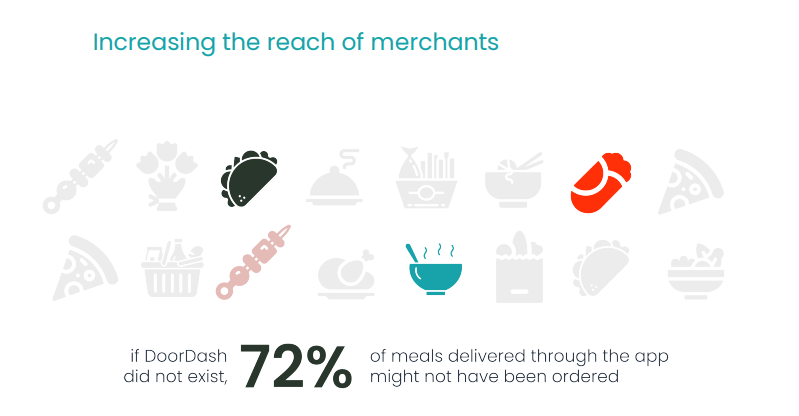 Increasing the reach of merchants
if DoorDash
did not exist,
72%
of meals delivered through the app
might not have been ordered